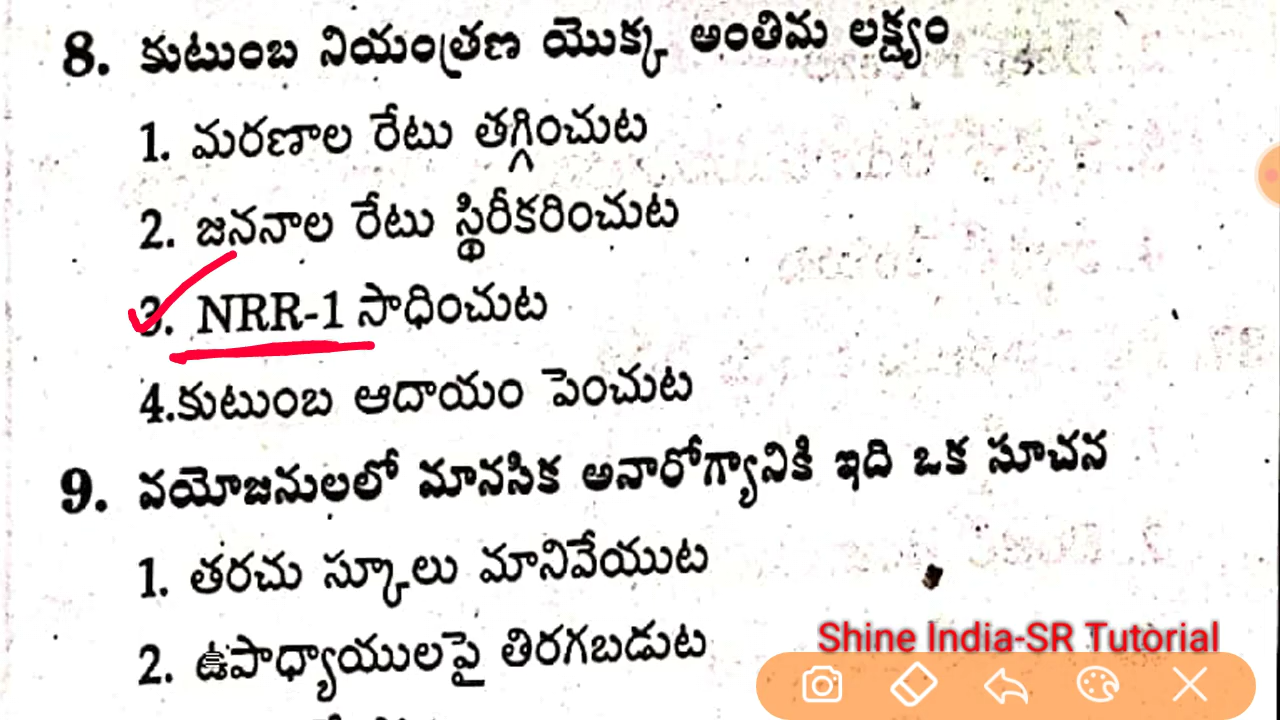 8. కుటుంబ నియంత్రణ యొక్క అంతిమ లక్ష్యం
1. మరణాల రేటు తగ్గించుట
2. జననాల రేటు స్థిరీకరించుట
3. NRR-1 సాధించుట
4.కుటుంబ ఆదాయం పెంచుట
9. వయోజనులలో మానసిక అనారోగ్యానికి ఇది ఒక సూచన
1. తరచు స్కూలు మానివేయుట
2. ఉపాధ్యాయులపై తిరగబడుట
Shine India-SR Tutorial